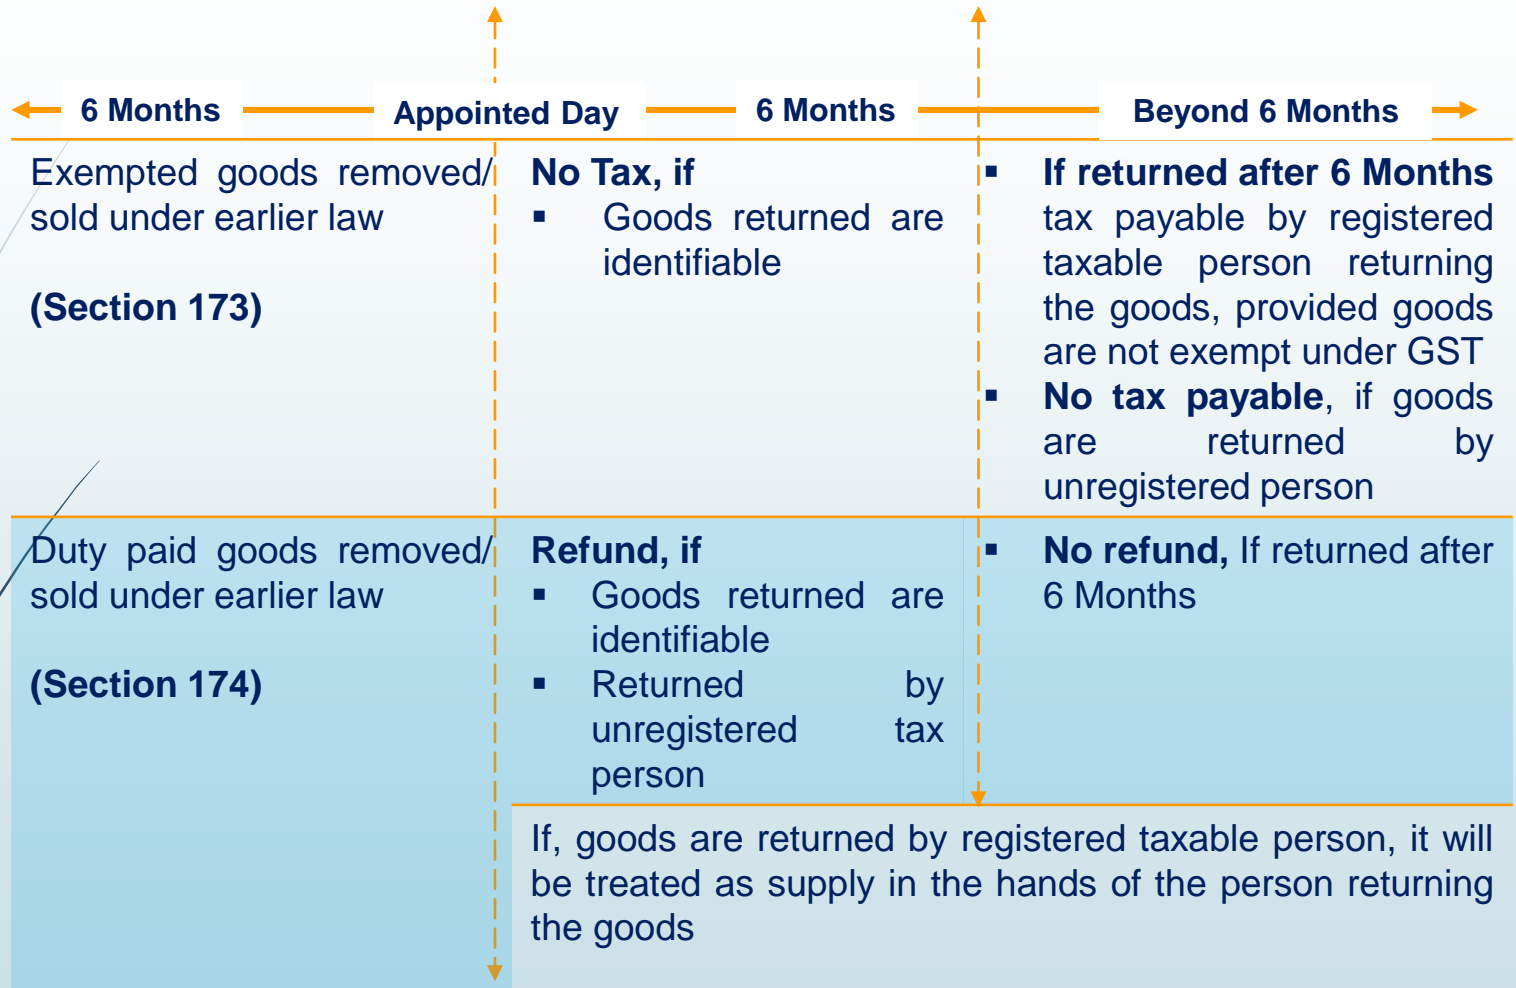 6 Months
Appointed Day
6 Months
Beyond 6 Months
Exempted goods removed/
sold under earlier law
(Section 173)
No Tax, if
▪ Goods returned are
identifiable
▪ If returned after 6 Months
tax payable by registered
taxable person returning
the goods, provided goods
are not exempt under GST
▪ No tax payable, if goods
are returned by
unregistered person
Duty paid goods removed/
sold under earlier law
(Section 174)
Refund, if
▪ Goods returned are
identifiable
▪ Returned by
unregistered tax
person
▪ No refund, If returned after
6 Months
If, goods are returned by registered taxable person, it will
be treated as supply in the hands of the person returning
the goods